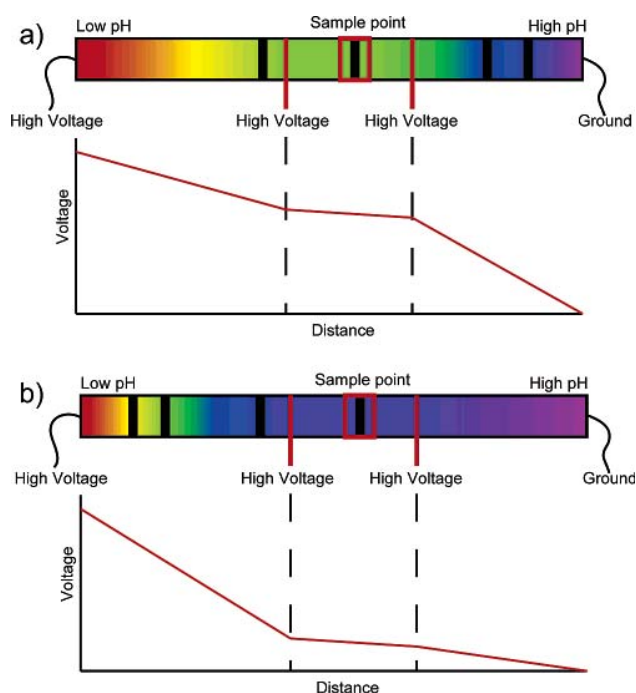 a)
Low pH
Sample point
High pH
High Voltage
High Voltage
High Voltage
Ground
Voltage
Distance
b)
Low pH
Sample point
High pH
High Voltage
High Voltage
High Voltage
Ground
Voltage
Distance